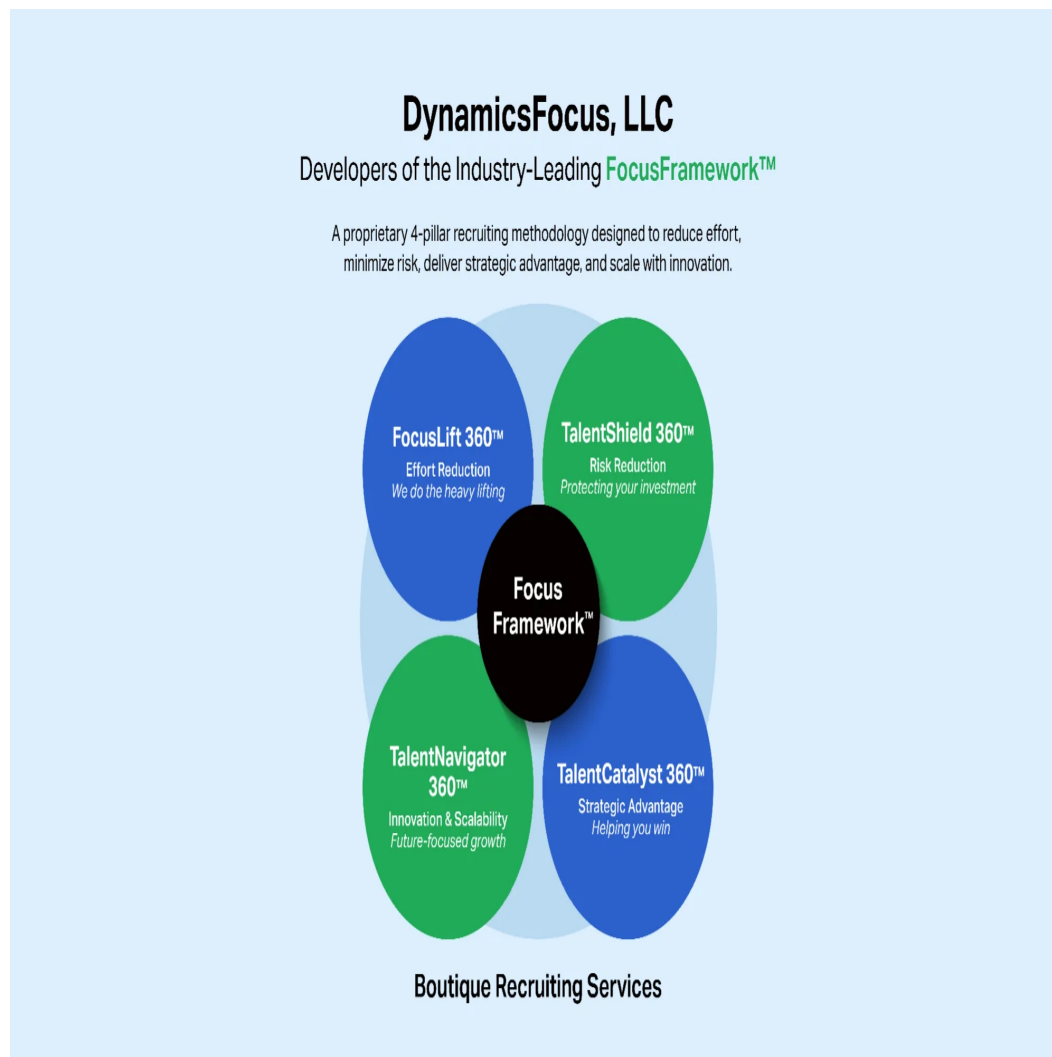 DynamicsFocus, LLC
Developers of the Industry-Leading FocusFramework™
A proprietary 4-pillar recruiting methodology designed to reduce effort,
minimize risk, deliver strategic advantage, and scale with innovation.
FocusLift 360™
Effort Reduction
We do the heavy lifting
TalentShield 360™
Risk Reduction
Protecting your investment
Focus
Framework™
TalentNavigator
360™
Innovation & Scalability
Future-focused growth
TalentCatalyst 360™
Strategic Advantage
Helping you win
Boutique Recruiting Services